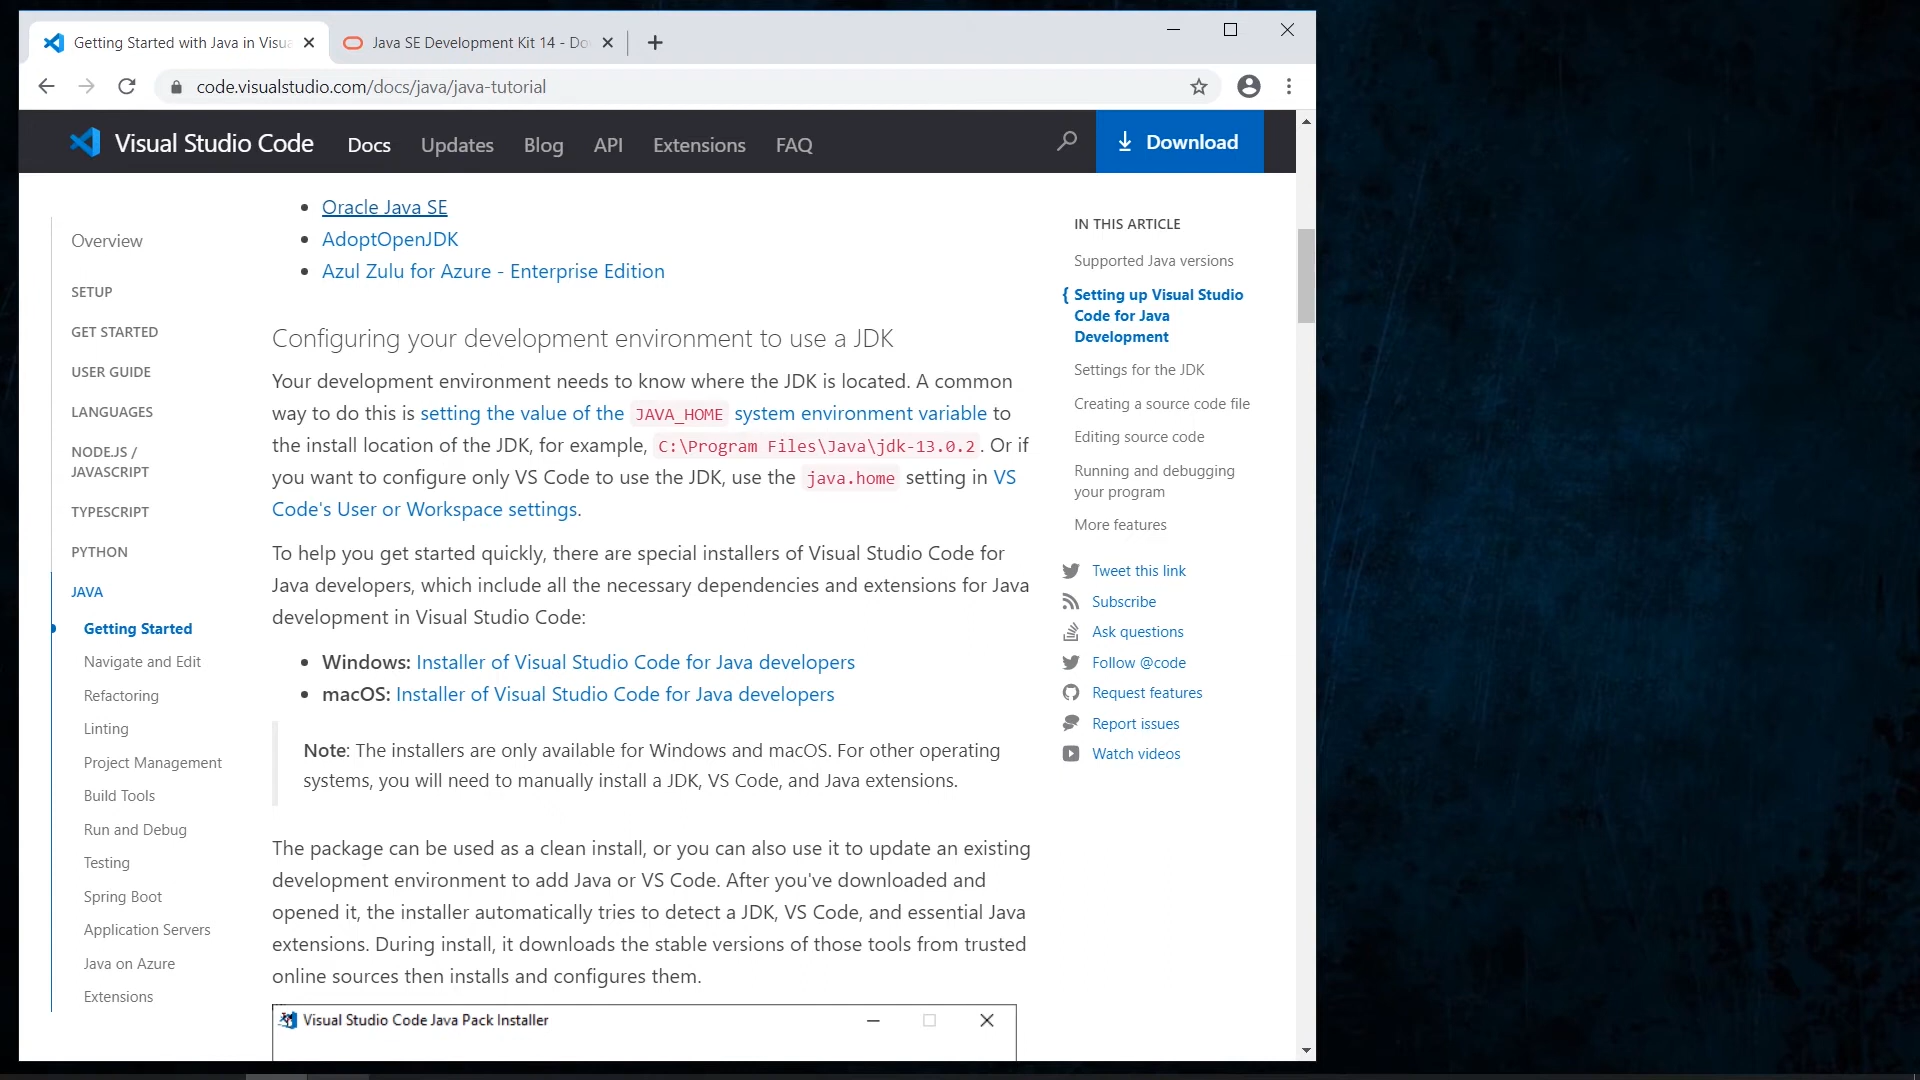 Getting Started with Java in Visua
Java SE Development Kit 14 - Do
code.visualstudio.com/docs/java/java-tutorial
Visual Studio Code
Docs
Updates
Blog
API
Extensions
FAQ
Download
Overview
SETUP
GET STARTED
USER GUIDE
LANGUAGES
NODE.JS /
JAVASCRIPT
TYPESCRIPT
PYTHON
JAVA
Getting Started
Navigate and Edit
Refactoring
Linting
Project Management
Build Tools
Run and Debug
Testing
Spring Boot
Application Servers
Java on Azure
Extensions
• Oracle Java SE
• AdoptOpenJDK
• Azul Zulu for Azure - Enterprise Edition
Configuring your development environment to use a JDK
Your development environment needs to know where the JDK is located. A common
way to do this is setting the value of the JAVA_HOME system environment variable to
the install location of the JDK, for example, C:\Program Files\Java\jdk-13.0.2. Or if
you want to configure only VS Code to use the JDK, use the java.home setting in VS
Code's User or Workspace settings.
To help you get started quickly, there are special installers of Visual Studio Code for
Java developers, which include all the necessary dependencies and extensions for Java
development in Visual Studio Code:
• Windows: Installer of Visual Studio Code for Java developers
• macOS: Installer of Visual Studio Code for Java developers
Note: The installers are only available for Windows and macOS. For other operating
systems, you will need to manually install a JDK, VS Code, and Java extensions.
The package can be used as a clean install, or you can also use it to update an existing
development environment to add Java or VS Code. After you've downloaded and
opened it, the installer automatically tries to detect a JDK, VS Code, and essential Java
extensions. During install, it downloads the stable versions of those tools from trusted
online sources then installs and configures them.
Visual Studio Code Java Pack Installer
IN THIS ARTICLE
Supported Java versions
{ Setting up Visual Studio
Code for Java
Development
Settings for the JDK
Creating a source code file
Editing source code
Running and debugging
your program
More features
Tweet this link
Subscribe
Ask questions
Follow @code
Request features
Report issues
Watch videos